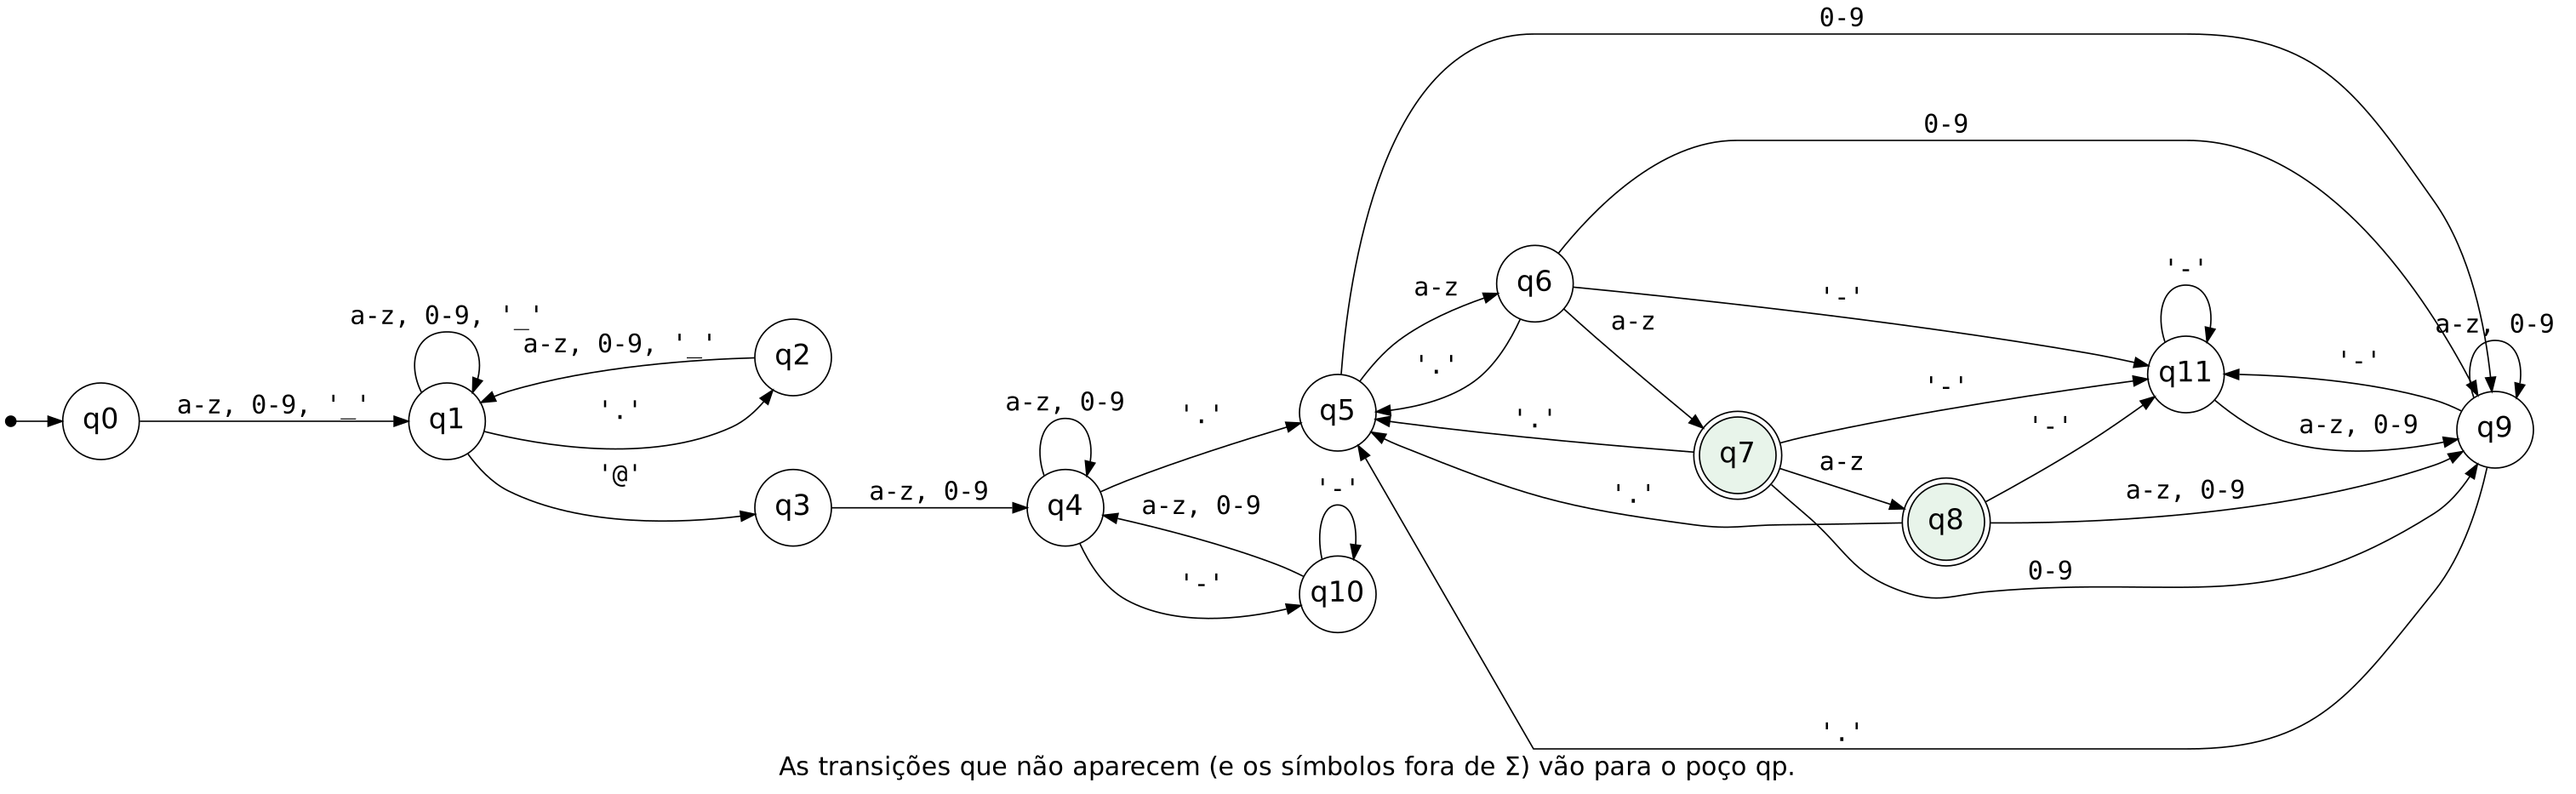 0-9
0-9
a-z
'-'
'-'
a-z, 0-9, '_'
a-z, 0-9, '_'
q6
a-z
'.'
q11
'-'
a-z, 0-9
'-'
q2
'.'
q0
a-z, 0-9, '_'
q1
'@'
q3
a-z, 0-9
a-z, 0-9
q4
'.'
a-z, 0-9
'-'
'-'
q10
q5
'.'
q7
a-z
'.'
q8
'-'
a-z, 0-9
a-z, 0-9
q9
0-9
'.'
As transições que não aparecem (e os símbolos fora de Σ) vão para o poço qp.